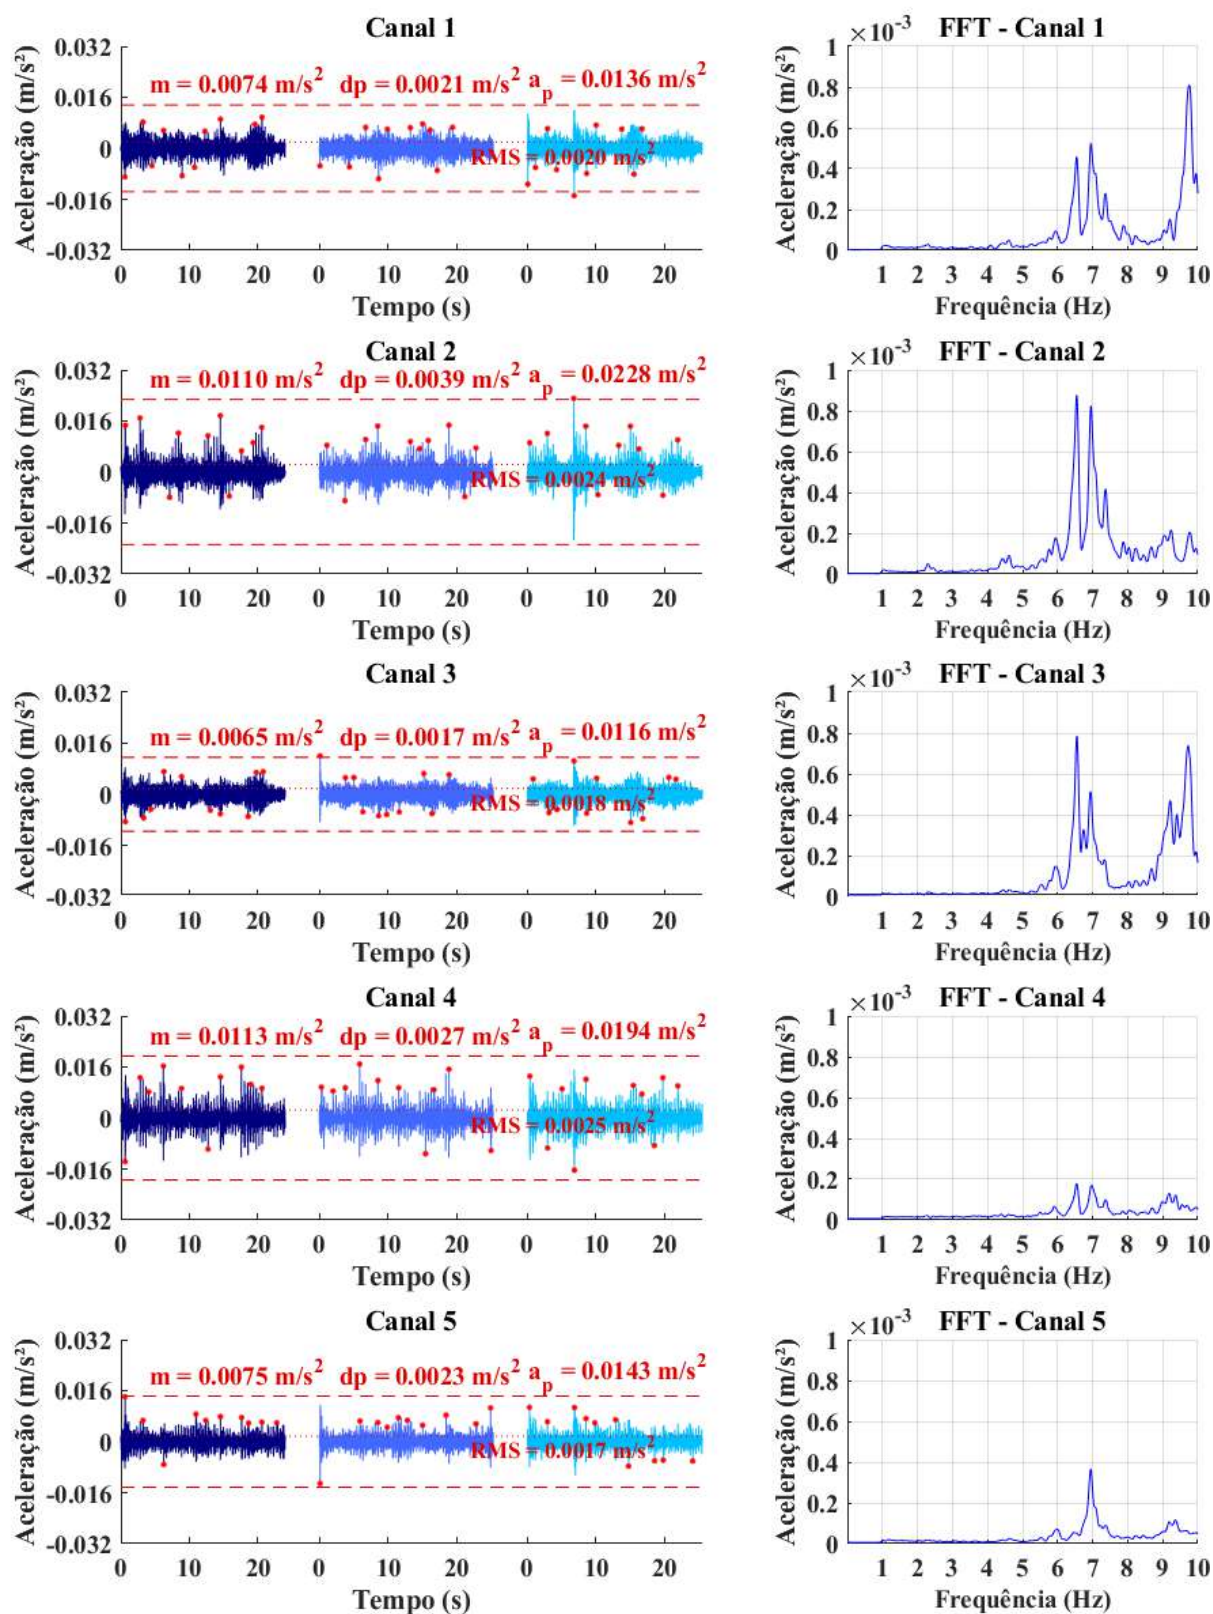 Canal 1
FFT - Canal 1
×10⁻³
Aceleração (m/s²)
0.032
0.016
0
-0.016
-0.032
m = 0.0074 m/s² dp = 0.0021 m/s² aₚ = 0.0136 m/s²
RMS = 0.0020 m/s²
0 10 20 0 10 20 0 10 20
Tempo (s)
Aceleração (m/s²)
1
0.8
0.6
0.4
0.2
0
1 2 3 4 5 6 7 8 9 10
Frequência (Hz)
Canal 2
FFT - Canal 2
×10⁻³
Aceleração (m/s²)
0.032
0.016
0
-0.016
-0.032
m = 0.0110 m/s² dp = 0.0039 m/s² aₚ = 0.0228 m/s²
RMS = 0.0024 m/s²
0 10 20 0 10 20 0 10 20
Tempo (s)
Aceleração (m/s²)
1
0.8
0.6
0.4
0.2
0
1 2 3 4 5 6 7 8 9 10
Frequência (Hz)
Canal 3
FFT - Canal 3
×10⁻³
Aceleração (m/s²)
0.032
0.016
0
-0.016
-0.032
m = 0.0065 m/s² dp = 0.0017 m/s² aₚ = 0.0116 m/s²
RMS = 0.0018 m/s²
0 10 20 0 10 20 0 10 20
Tempo (s)
Aceleração (m/s²)
1
0.8
0.6
0.4
0.2
0
1 2 3 4 5 6 7 8 9 10
Frequência (Hz)
Canal 4
FFT - Canal 4
×10⁻³
Aceleração (m/s²)
0.032
0.016
0
-0.016
-0.032
m = 0.0113 m/s² dp = 0.0027 m/s² aₚ = 0.0194 m/s²
RMS = 0.0025 m/s²
0 10 20 0 10 20 0 10 20
Tempo (s)
Aceleração (m/s²)
1
0.8
0.6
0.4
0.2
0
1 2 3 4 5 6 7 8 9 10
Frequência (Hz)
Canal 5
FFT - Canal 5
×10⁻³
Aceleração (m/s²)
0.032
0.016
0
-0.016
-0.032
m = 0.0075 m/s² dp = 0.0023 m/s² aₚ = 0.0143 m/s²
RMS = 0.0017 m/s²
0 10 20 0 10 20 0 10 20
Tempo (s)
Aceleração (m/s²)
1
0.8
0.6
0.4
0.2
0
1 2 3 4 5 6 7 8 9 10
Frequência (Hz)